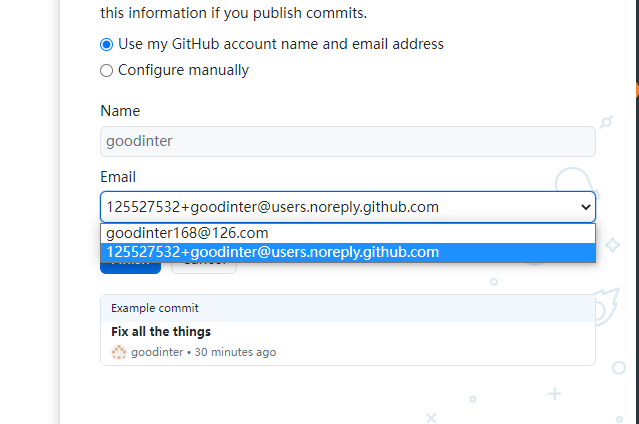 this information if you publish commits.
Use my GitHub account name and email address
Configure manually
Name
goodinter
Email
125527532+goodinter@users.noreply.github.com
goodinter168@126.com
125527532+goodinter@users.noreply.github.com
Example commit
Fix all the things
goodinter • 30 minutes ago